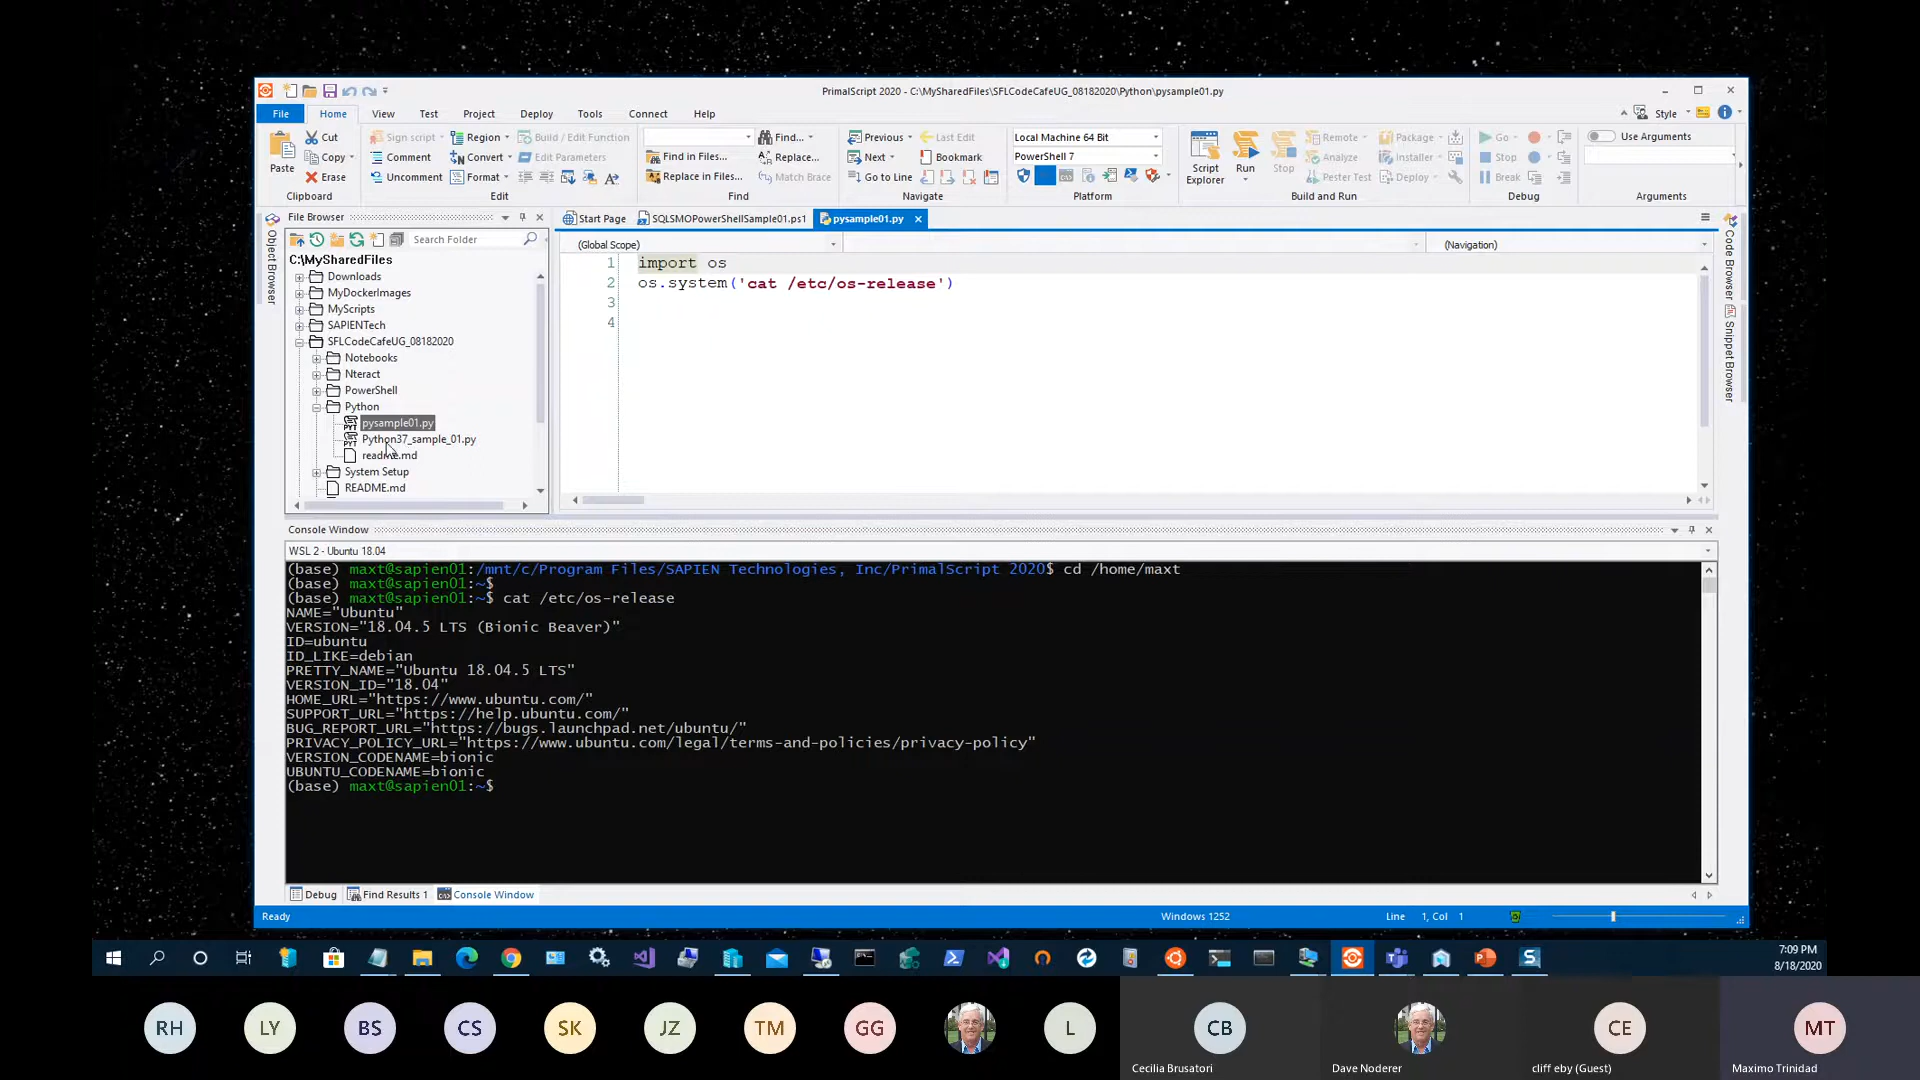 PrimalScript 2020 - C:\MySharedFiles\SFLCodeCafeUG_08182020\Python\pysample01.py
File Home View Test Project Build Deploy Tools Connect Help Style
Cut Sign script Region Build / Edit Function Find... Previous Last Edit Local Machine 64 Bit Remote Package Go Use Arguments
Copy Comment Convert Edit Parameters Find in Files... Replace... Next Bookmark PowerShell 7 Analyze Installer Stop
Paste Erase Uncomment Format Replace in Files... Match Brace Go to Line Script Explorer Run Stop Pester Test Deploy Break
Clipboard Edit Find Navigate Platform Build and Run Debug Arguments
File Browser Start Page SQLSMOPowerShellSample01.ps1 pysample01.py
Object Browser
Search Folder
(Global Scope) (Navigation)
C:\MySharedFiles
Downloads
MyDockerImages
MyScripts
SAPIENTech
SFLCodeCafeUG_08182020
Notebooks
Nteract
PowerShell
Python
pysample01.py
Python37_sample_01.py
readme.md
System Setup
README.md
1 import os
2 os.system('cat /etc/os-release')
3
4
Code Browser
Snippet Browser
Console Window
WSL 2 - Ubuntu 18.04
(base) maxt@sapien01:/mnt/c/Program Files/SAPIEN Technologies, Inc/PrimalScript 2020$ cd /home/maxt
(base) maxt@sapien01:~$
(base) maxt@sapien01:~$ cat /etc/os-release
NAME="Ubuntu"
VERSION="18.04.5 LTS (Bionic Beaver)"
ID=ubuntu
ID_LIKE=debian
PRETTY_NAME="Ubuntu 18.04.5 LTS"
VERSION_ID="18.04"
HOME_URL="https://www.ubuntu.com/"
SUPPORT_URL="https://help.ubuntu.com/"
BUG_REPORT_URL="https://bugs.launchpad.net/ubuntu/"
PRIVACY_POLICY_URL="https://www.ubuntu.com/legal/terms-and-policies/privacy-policy"
VERSION_CODENAME=bionic
UBUNTU_CODENAME=bionic
(base) maxt@sapien01:~$
Debug Find Results 1 Console Window
Ready Windows 1252 Line 1, Col 1
7:09 PM
8/18/2020
RH LY BS CS SK JZ TM GG L CB CE MT
Cecilia Brusatori Dave Noderer cliff eby (Guest) Maximo Trinidad